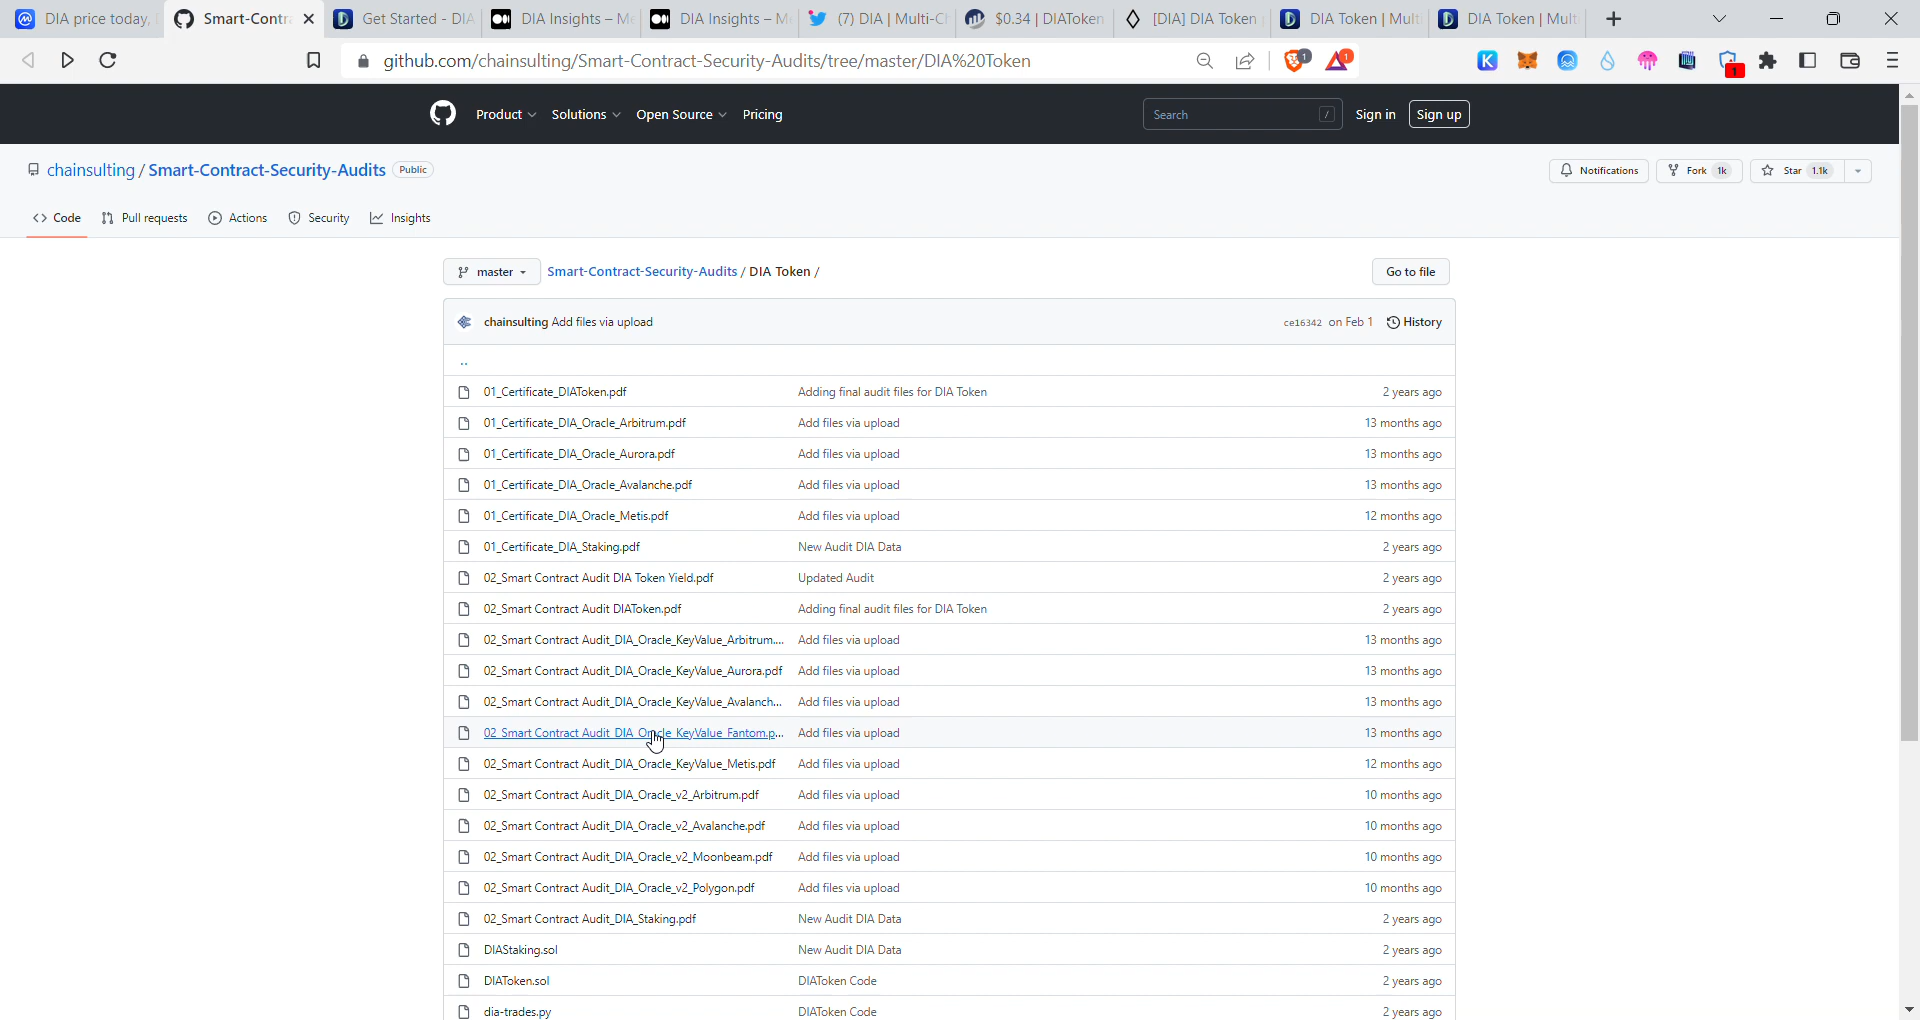 DIA price today,
Smart-Contr
Get Started - DIA
DIA Insights – Me
DIA Insights – M
(7) DIA | Multi-Ch
$0.34 | DIAToken
[DIA] DIA Token
DIA Token | Mult
DIA Token | Mult
github.com/chainsulting/Smart-Contract-Security-Audits/tree/master/DIA%20Token
1
1
1
Product
Solutions
Open Source
Pricing
Search
/
Sign in
Sign up
chainsulting / Smart-Contract-Security-Audits
Public
Notifications
Fork 1k
Star 1.1k
Code
Pull requests
Actions
Security
Insights
master
Smart-Contract-Security-Audits / DIA Token /
Go to file
chainsulting Add files via upload
ce16342 on Feb 1
History
..
01_Certificate_DIAToken.pdf Adding final audit files for DIA Token 2 years ago
01_Certificate_DIA_Oracle_Arbitrum.pdf Add files via upload 13 months ago
01_Certificate_DIA_Oracle_Aurora.pdf Add files via upload 13 months ago
01_Certificate_DIA_Oracle_Avalanche.pdf Add files via upload 13 months ago
01_Certificate_DIA_Oracle_Metis.pdf Add files via upload 12 months ago
01_Certificate_DIA_Staking.pdf New Audit DIA Data 2 years ago
02_Smart Contract Audit DIA Token Yield.pdf Updated Audit 2 years ago
02_Smart Contract Audit DIAToken.pdf Adding final audit files for DIA Token 2 years ago
02_Smart Contract Audit_DIA_Oracle_KeyValue_Arbitrum.... Add files via upload 13 months ago
02_Smart Contract Audit_DIA_Oracle_KeyValue_Aurora.pdf Add files via upload 13 months ago
02_Smart Contract Audit_DIA_Oracle_KeyValue_Avalanch... Add files via upload 13 months ago
02_Smart Contract Audit_DIA_Oracle_KeyValue_Fantom.p... Add files via upload 13 months ago
02_Smart Contract Audit_DIA_Oracle_KeyValue_Metis.pdf Add files via upload 12 months ago
02_Smart Contract Audit_DIA_Oracle_v2_Arbitrum.pdf Add files via upload 10 months ago
02_Smart Contract Audit_DIA_Oracle_v2_Avalanche.pdf Add files via upload 10 months ago
02_Smart Contract Audit_DIA_Oracle_v2_Moonbeam.pdf Add files via upload 10 months ago
02_Smart Contract Audit_DIA_Oracle_v2_Polygon.pdf Add files via upload 10 months ago
02_Smart Contract Audit_DIA_Staking.pdf New Audit DIA Data 2 years ago
DIAStaking.sol New Audit DIA Data 2 years ago
DIAToken.sol DIAToken Code 2 years ago
dia-trades.py DIAToken Code 2 years ago